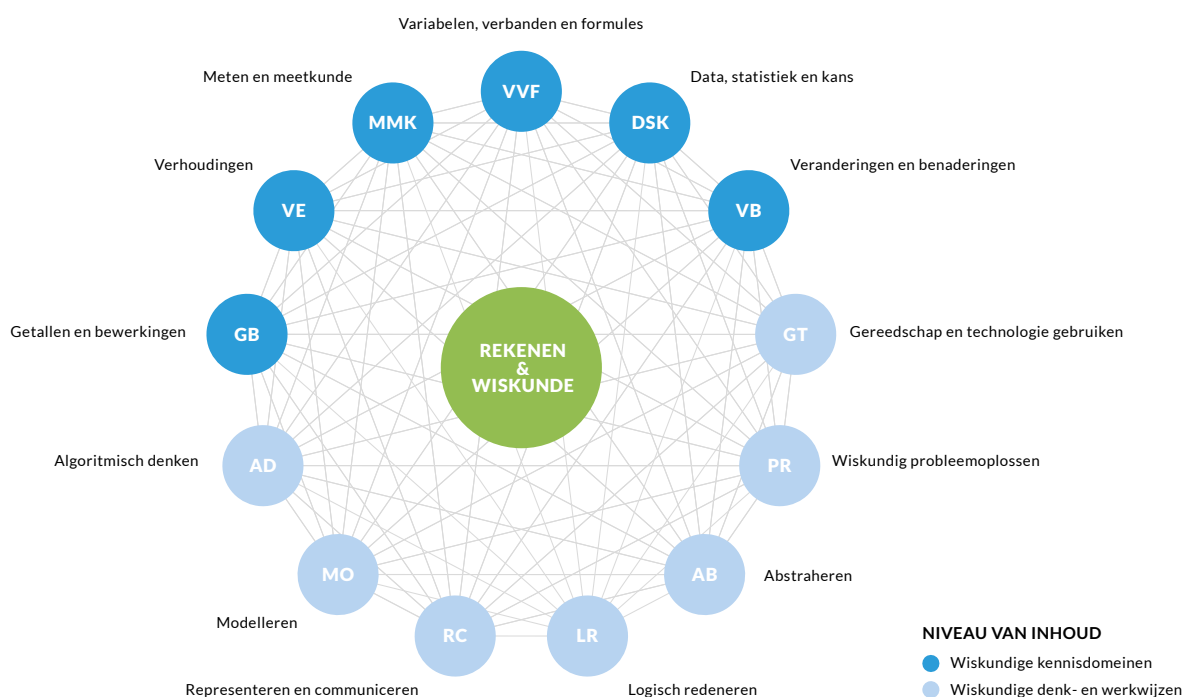 Variabelen, verbanden en formules
Meten en meetkunde
Data, statistiek en kans
VVF
MMK
DSK
Verhoudingen
Veranderingen en benaderingen
VE
VB
Getallen en bewerkingen
GB
GT
Gereedschap en technologie gebruiken
REKENEN
&
WISKUNDE
Algoritmisch denken
AD
PR
Wiskundig probleemoplossen
MO
AB
Abstraheren
Modelleren
RC
LR
Representeren en communiceren
Logisch redeneren
NIVEAU VAN INHOUD
Wiskundige kennisdomeinen
Wiskundige denk- en werkwijzen